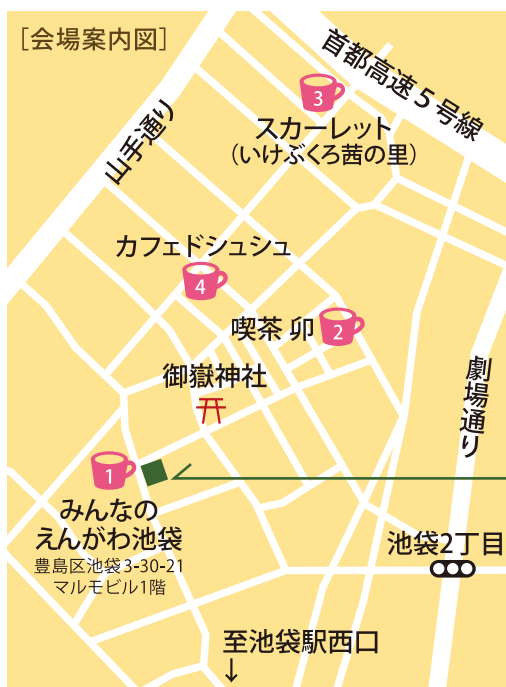 ［会場案内図］
首都高速5号線
山手通り
3
スカーレット
（いけぶくろ茜の里）
カフェドシュシュ
4
喫茶 卯
2
御嶽神社
劇場通り
1
みんなの
えんがわ池袋
豊島区池袋3-30-21
マルモビル1階
池袋2丁目
至池袋駅西口
↓